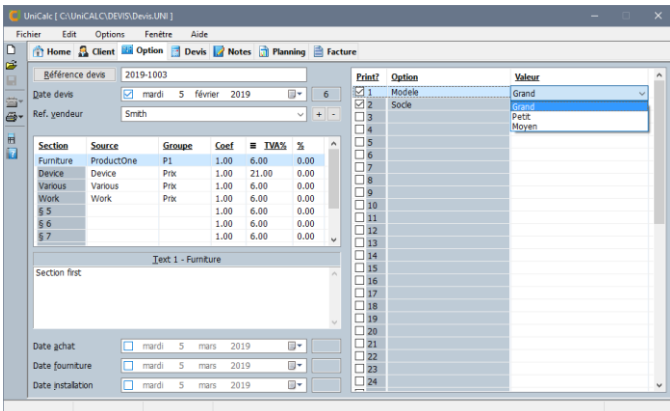 UniCalc [ C:\UniCALC\DEVIS\Devis.UNI ]
Fichier Edit Options Fenêtre Aide
Home Client Option Devis Notes Planning Facture
Référence devis 2019-1003
Date devis mardi 5 février 2019 6
Ref. vendeur Smith + -
Section Source Groupe Coef TVA% %
Furniture ProductOne P1 1.00 6.00 0.00
Device Device Prix 1.00 21.00 0.00
Various Various Prix 1.00 6.00 0.00
Work Work Prix 1.00 6.00 0.00
§ 5 1.00 6.00 0.00
§ 6 1.00 6.00 0.00
§ 7 1.00 6.00 0.00
Text 1 - Furniture
Section first
Date achat mardi 5 mars 2019
Date fourniture mardi 5 mars 2019
Date installation mardi 5 mars 2019
Print? Option Valeur
1 Modele Grand
2 Socle Grand
3 Petit
4 Moyen
5
6
7
8
9
10
11
12
13
14
15
16
17
18
19
20
21
22
23
24